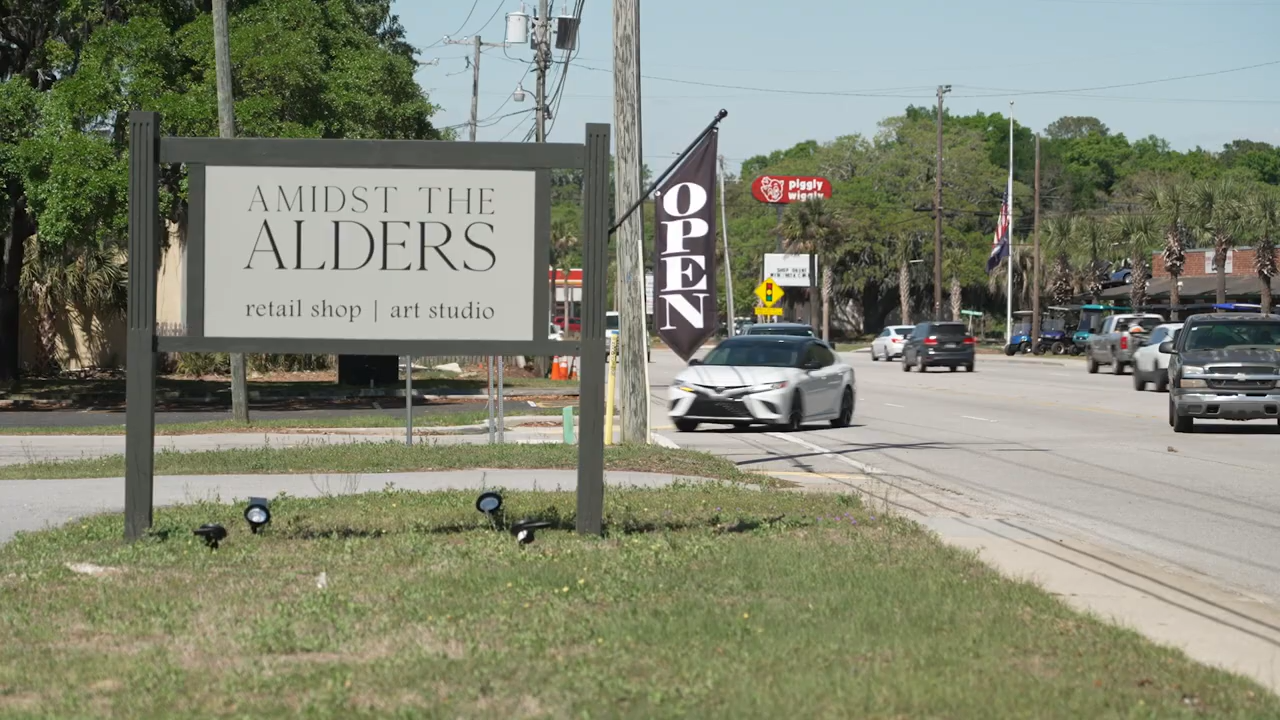 AMIDST THE
ALDERS
retail shop | art studio
OPEN
piggly
wiggly